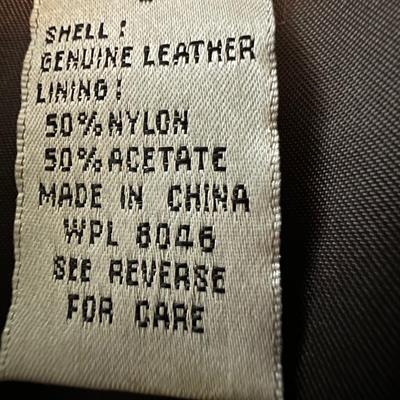 SHELL:
GENUINE LEATHER
LINING:
50% NYLON
50% ACETATE
MADE IN CHINA
WPL 8046
SEE REVERSE
FOR CARE